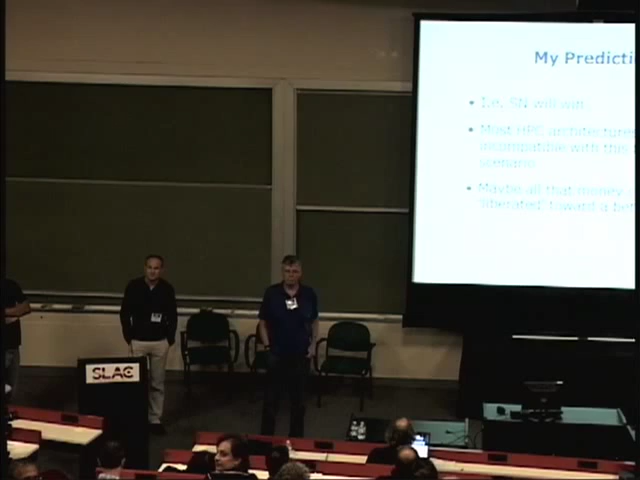 My Predicti
• I.e. SN will win
• Most HPC architectures
incompatible with this
scenario
• Maybe all that money
'liberated' toward a be
SLAC